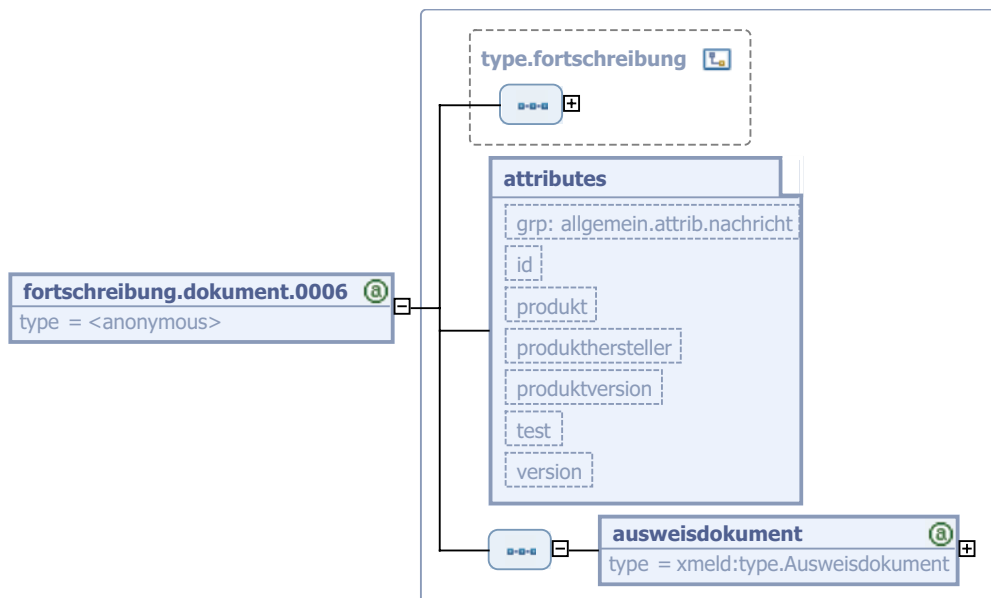 type.fortschreibung
attributes
grp: allgemein.attrib.nachricht
id
fortschreibung.dokument.0006
type = <anonymous>
produkt
produkthersteller
produktversion
test
version
ausweisdokument
type = xmeld:type.Ausweisdokument